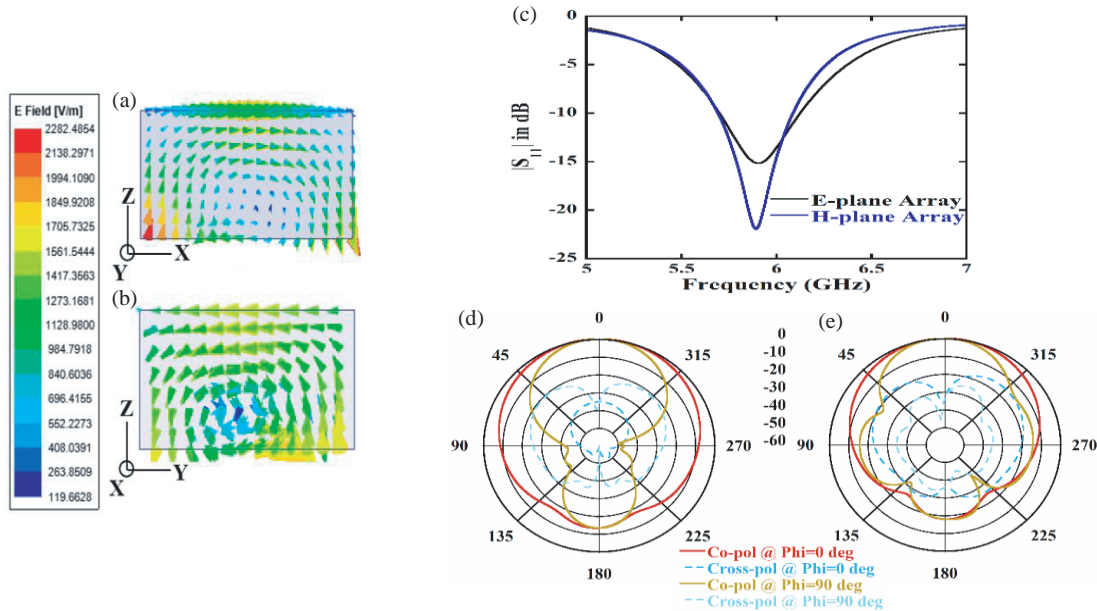 (a)
E Field [V/m]
2282.4854
2138.2971
1994.1090
1849.9208
1705.7325
1561.5444
1417.3563
1273.1681
1128.9800
984.7918
840.6036
696.4155
552.2273
408.0391
263.8509
119.6628
Z
Y X
(b)
Z
X Y
(c)
0
-5
-10
-15
-20
-25
|S11| in dB
E-plane Array
H-plane Array
5 5.5 6 6.5 7
Frequency (GHz)
(d)
0
45 315
90 270
135 225
180
0
-10
-20
-30
-40
-50
-60
(e)
0
45 315
90 270
135 225
180
Co-pol @ Phi=0 deg
Cross-pol @ Phi=0 deg
Co-pol @ Phi=90 deg
Cross-pol @ Phi=90 deg